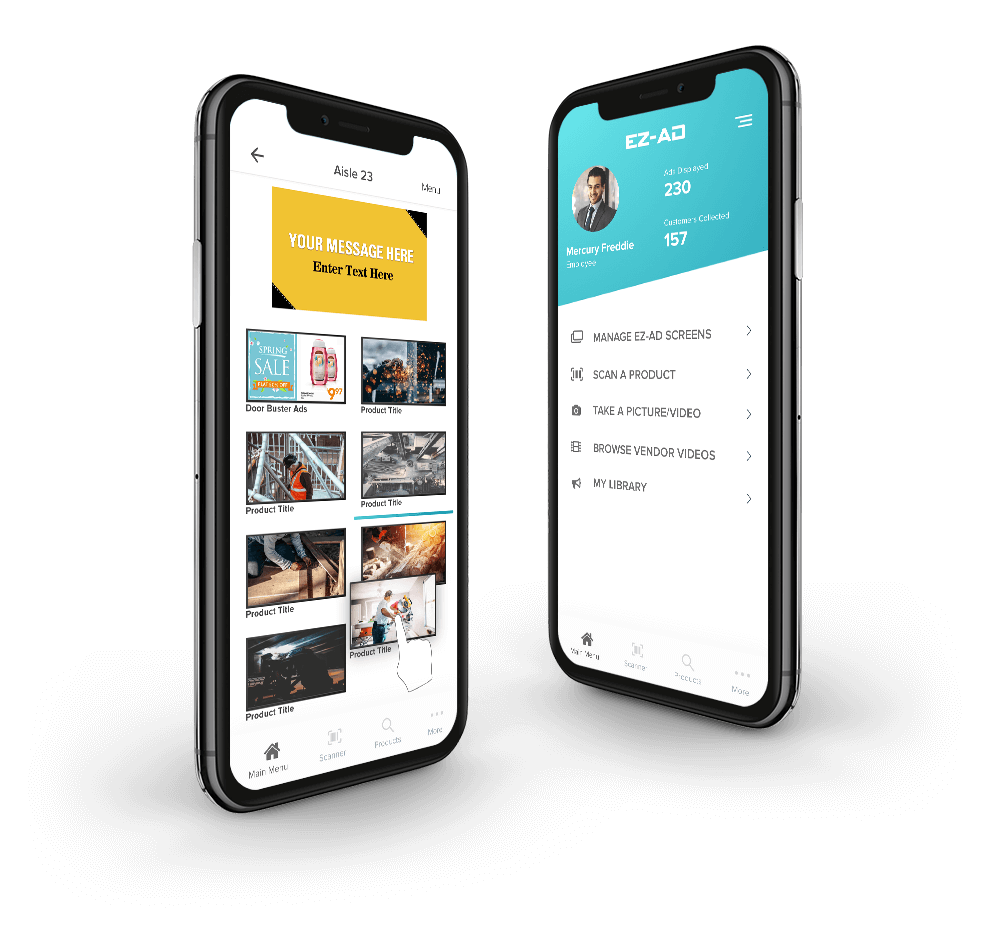 Aisle 23
Menu
YOUR MESSAGE HERE
Enter Text Here
SPRING
SALE
9⁹⁷
Door Buster Ads
Product Title
Product Title
Product Title
Product Title
Product Title
Product Title
Main Menu
Scanner
Products
More
EZ-AD
Ads Displayed
230
Customers Collected
157
Mercury Freddie
Employee
MANAGE EZ-AD SCREENS
SCAN A PRODUCT
TAKE A PICTURE/VIDEO
BROWSE VENDOR VIDEOS
MY LIBRARY
Main Menu
Scanner
Products
More